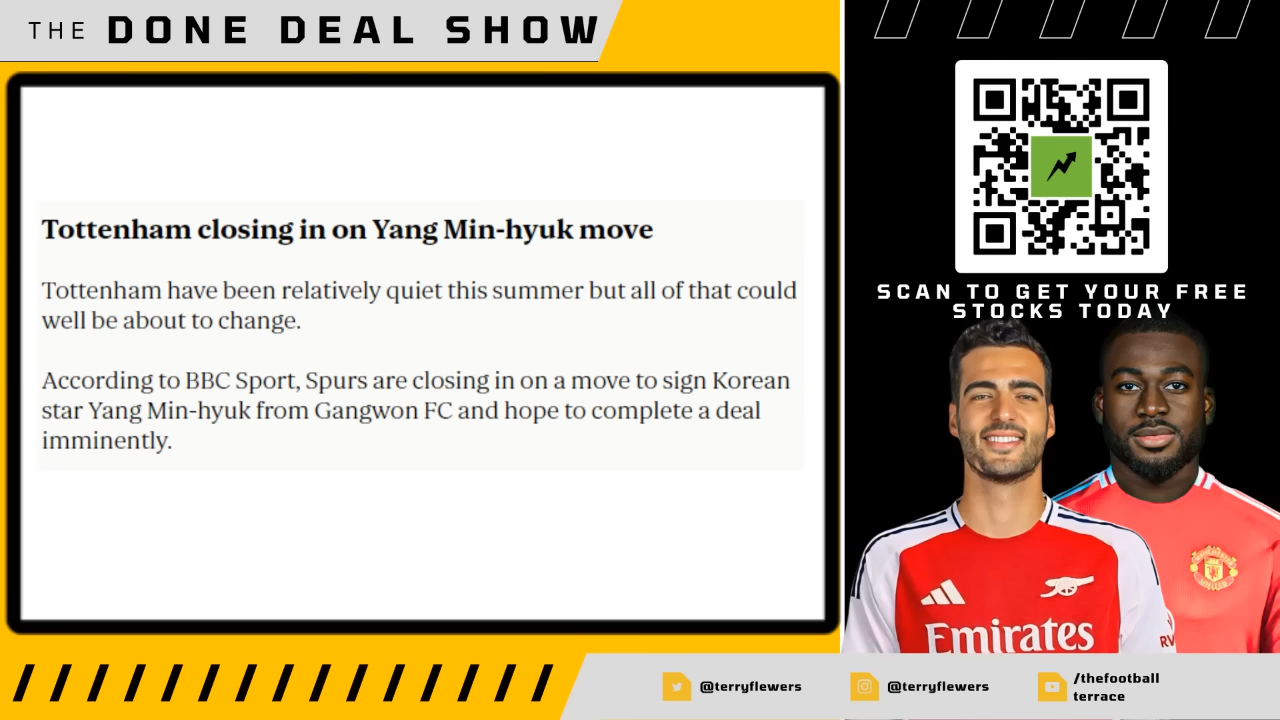 THE DONE DEAL SHOW
Tottenham closing in on Yang Min-hyuk move
Tottenham have been relatively quiet this summer but all of that could
well be about to change.
According to BBC Sport, Spurs are closing in on a move to sign Korean
star Yang Min-hyuk from Gangwon FC and hope to complete a deal
imminently.
SCAN TO GET YOUR FREE
STOCKS TODAY
Emirates
RV
MANCHESTER
UNITED
@terryflewers
@terryflewers
/thefootball
terrace